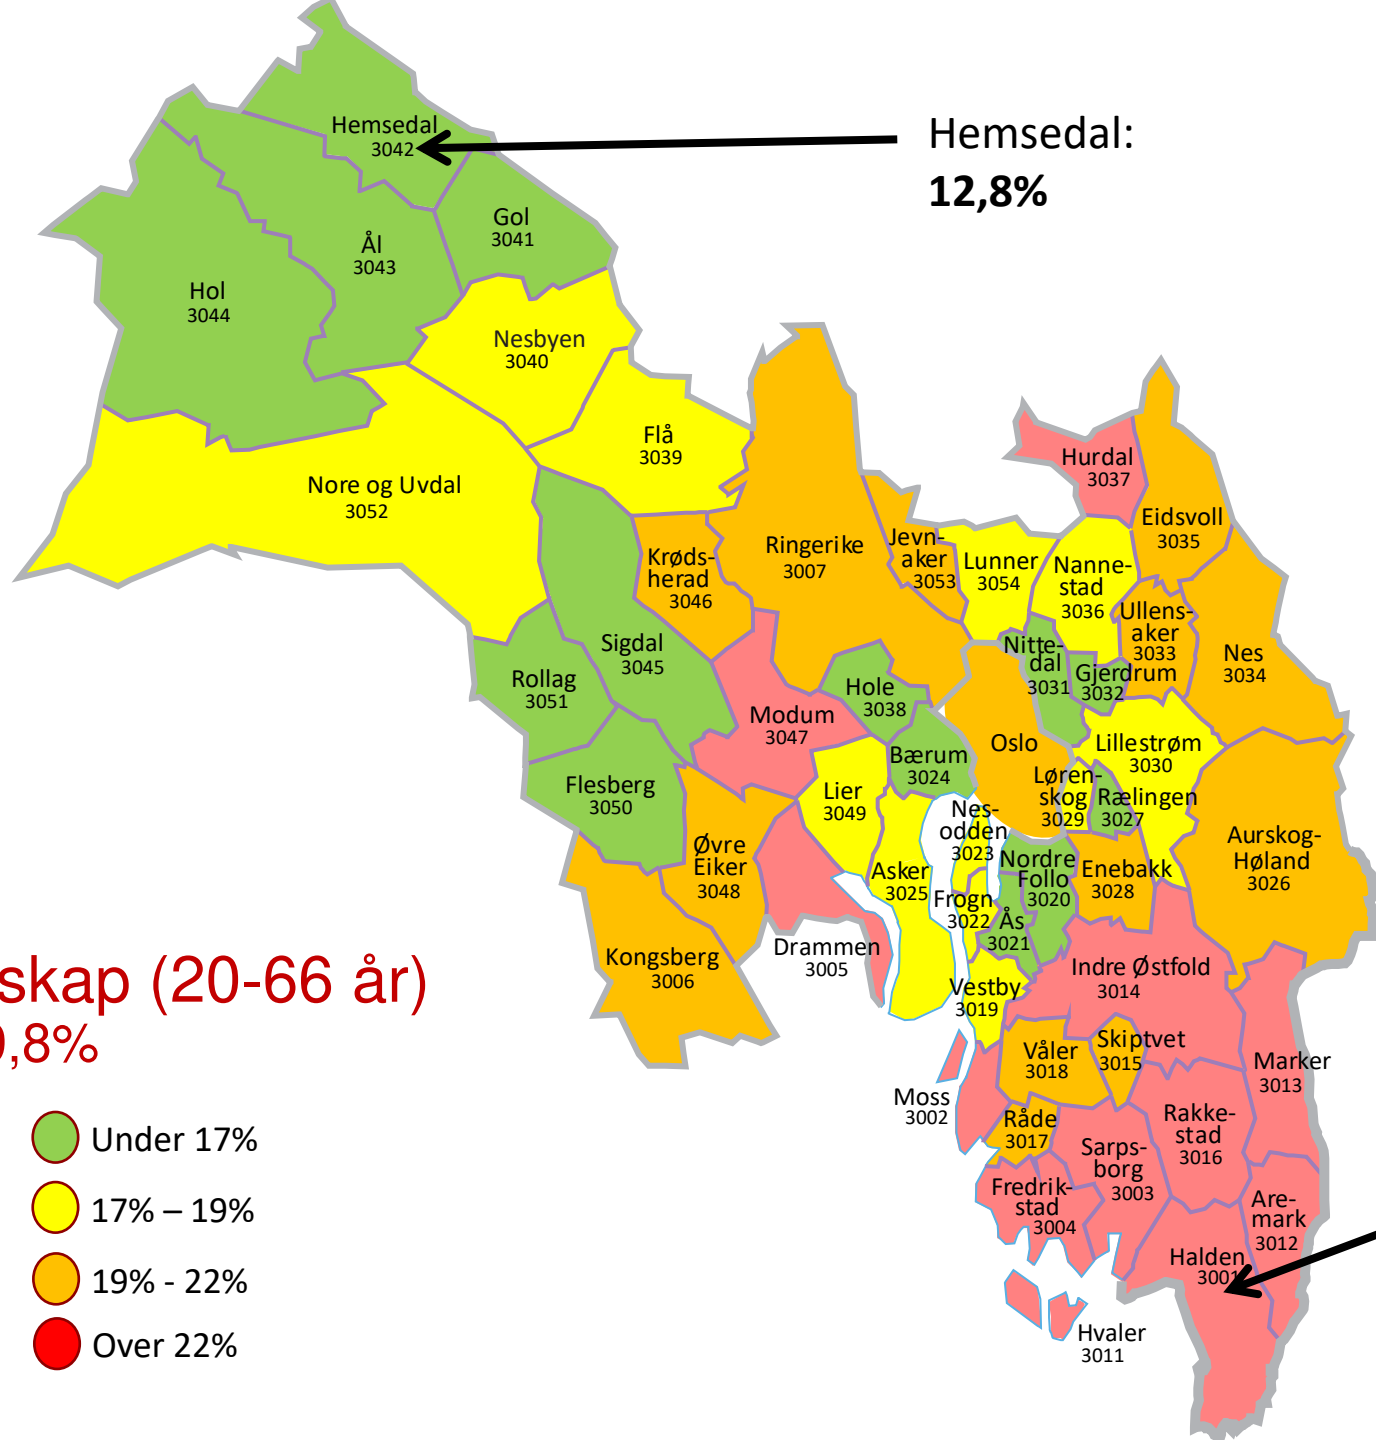 Hemsedal
3042
Hemsedal:
12,8%
Gol
3041
Ål
3043
Hol
3044
Nesbyen
3040
Flå
3039
Nore og Uvdal
3052
Hurdal
3037
Eidsvoll
3035
Krøds-
herad
3046
Ringerike
3007
Jevn-
aker
3053
Lunner
3054
Nanne-
stad
3036
Ullens-
aker
3033
Nes
3034
Sigdal
3045
Nitte-
dal
3031
Gjerdrum
3032
Rollag
3051
Hole
3038
Modum
3047
Oslo
Lillestrøm
3030
Bærum
3024
Flesberg
3050
Lier
3049
Løren-
skog
3029
Rælingen
3027
Nes-
odden
3023
Øvre
Eiker
3048
Asker
3025
Nordre
Follo
3020
Enebakk
3028
Aurskog-
Høland
3026
Frogn
3022
Ås
3021
Drammen
3005
Kongsberg
3006
Indre Østfold
3014
Vestby
3019
skap (20-66 år)
,8%
Våler
3018
Skiptvet
3015
Marker
3013
Moss
3002
Råde
3017
Rakke-
stad
3016
Sarps-
borg
3003
Fredrik-
stad
3004
Are-
mark
3012
Halden
3001
Hvaler
3011
Under 17%
17% – 19%
19% - 22%
Over 22%